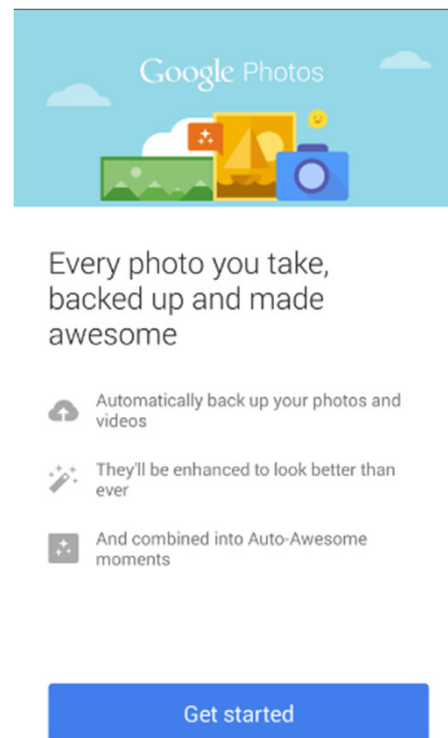 Google Photos
Every photo you take,
backed up and made
awesome
Automatically back up your photos and
videos
They'll be enhanced to look better than
ever
And combined into Auto-Awesome
moments
Get started